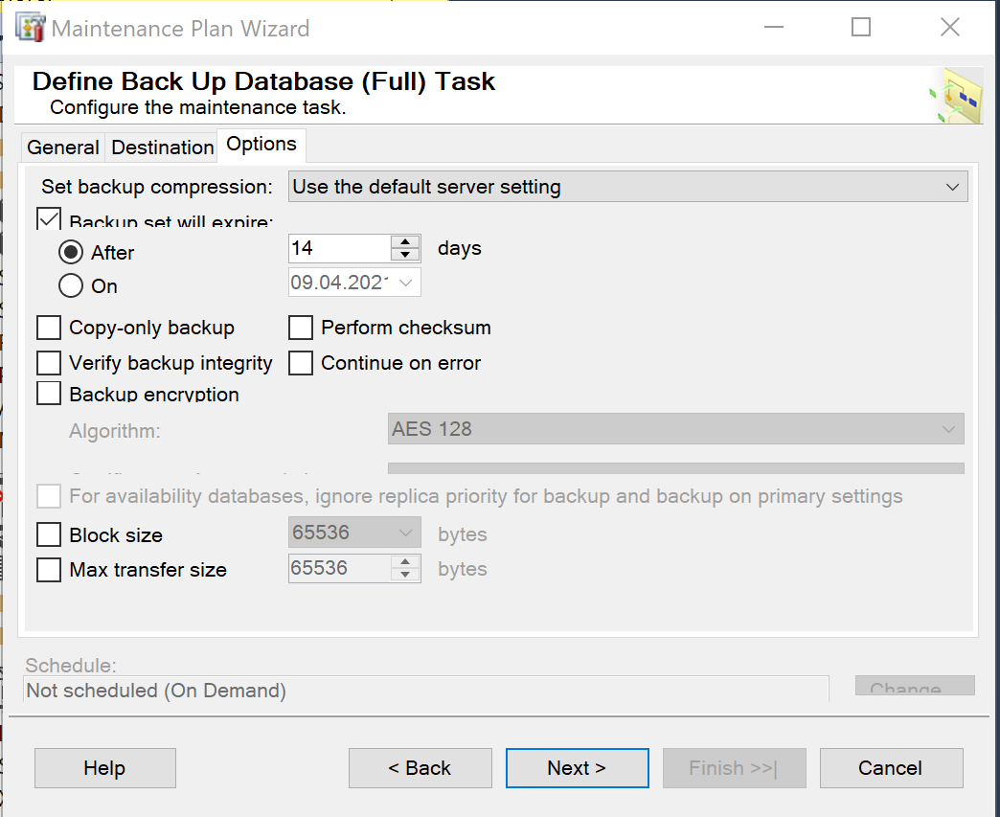 Maintenance Plan Wizard
Define Back Up Database (Full) Task
Configure the maintenance task.
General Destination Options
Set backup compression: Use the default server setting
Backup set will expire:
After 14 days
On 09.04.202
Copy-only backup Perform checksum
Verify backup integrity Continue on error
Backup encryption
Algorithm: AES 128
For availability databases, ignore replica priority for backup and backup on primary settings
Block size 65536 bytes
Max transfer size 65536 bytes
Schedule:
Not scheduled (On Demand) Change
Help < Back Next > Finish >>| Cancel